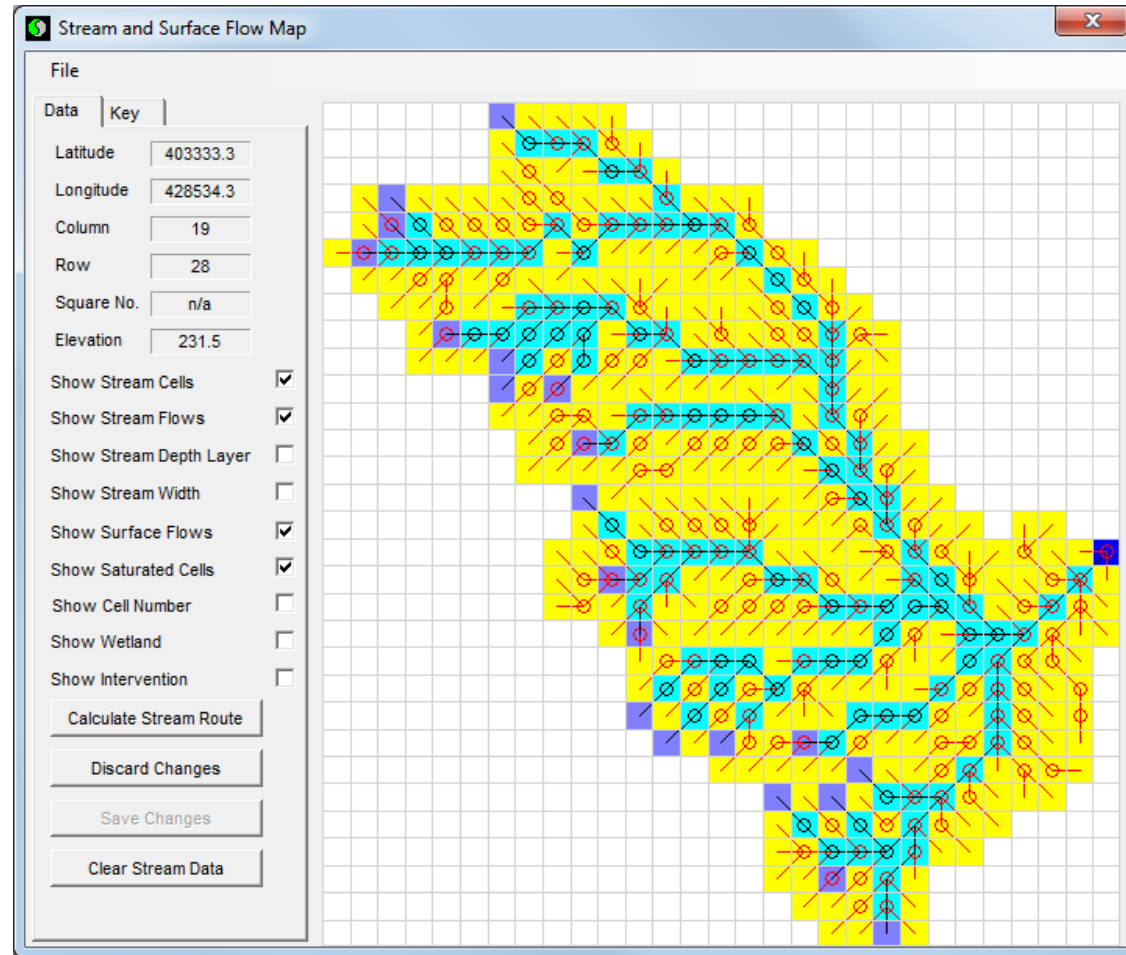 Stream and Surface Flow Map
File
Data Key
Latitude 403333.3
Longitude 428534.3
Column 19
Row 28
Square No. n/a
Elevation 231.5
Show Stream Cells
Show Stream Flows
Show Stream Depth Layer
Show Stream Width
Show Surface Flows
Show Saturated Cells
Show Cell Number
Show Wetland
Show Intervention
Calculate Stream Route
Discard Changes
Save Changes
Clear Stream Data